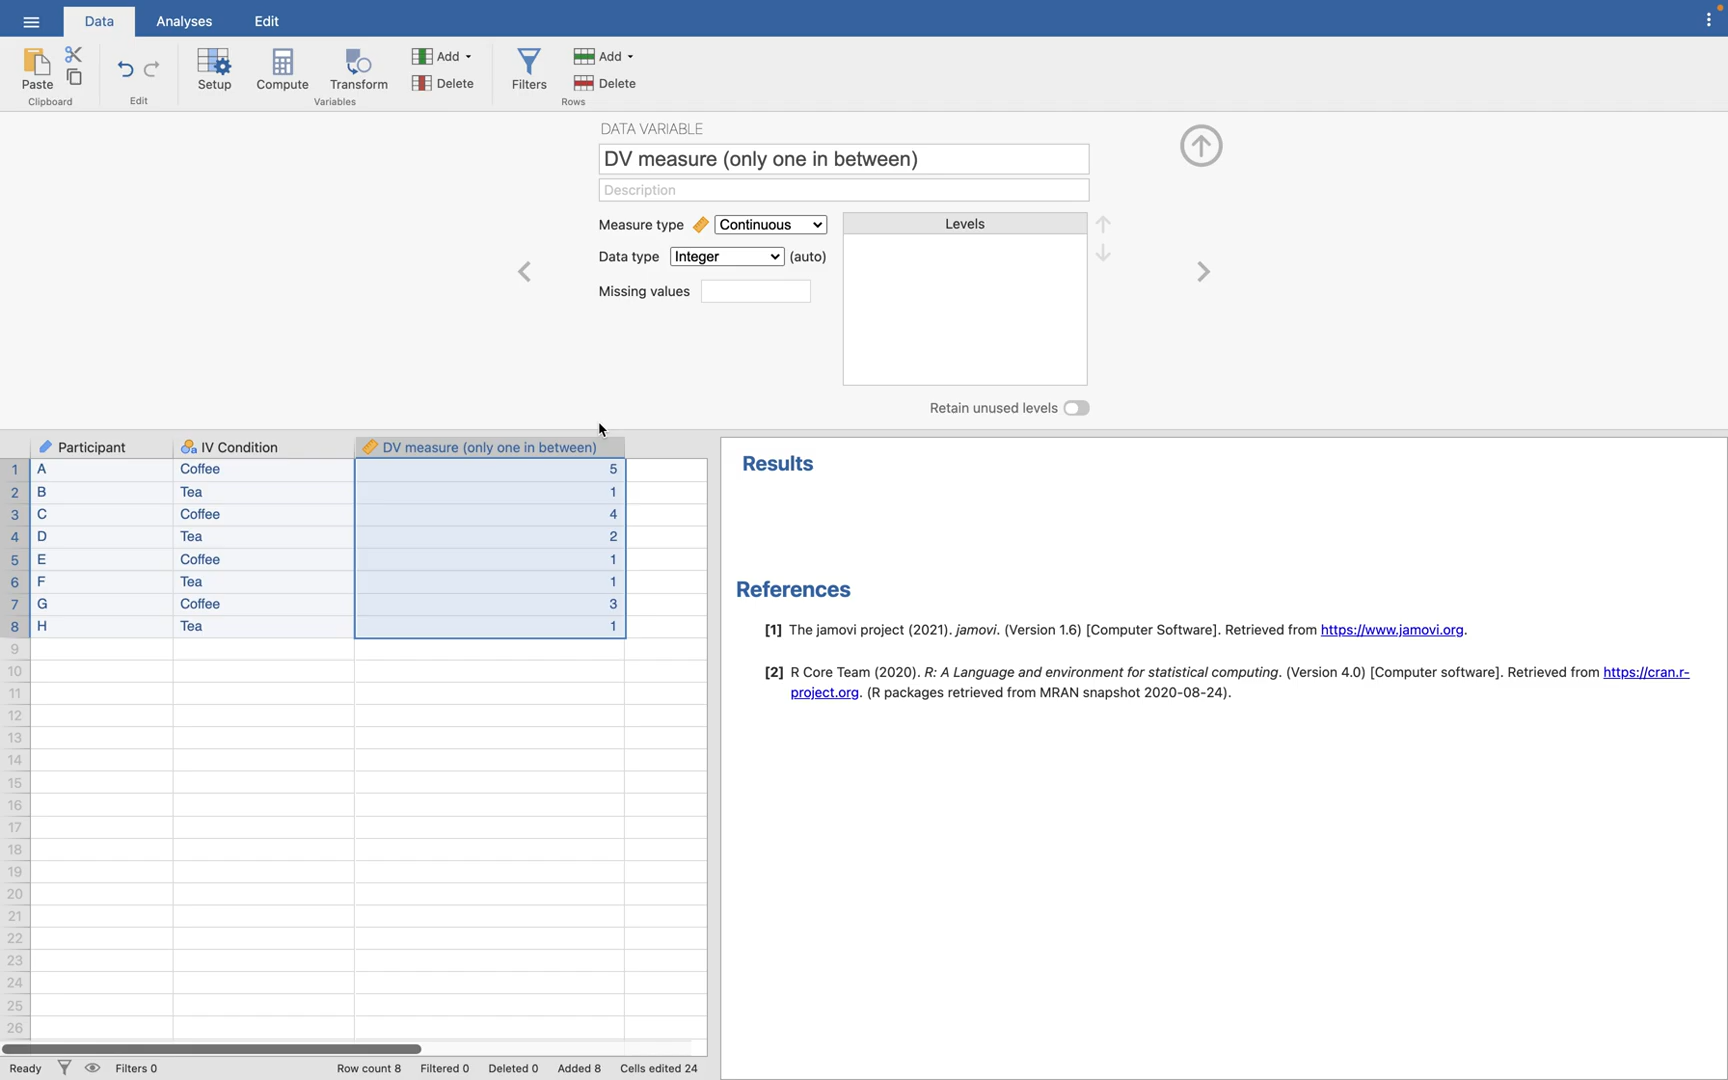 Data Analyses Edit
Paste Setup Compute Transform Add Delete Filters Add Delete
Clipboard Edit Variables Rows
DATA VARIABLE
DV measure (only one in between)
Description
Measure type Continuous
Data type Integer (auto)
Missing values
Levels
Retain unused levels
Participant IV Condition DV measure (only one in between)
1 A Coffee 5
2 B Tea 1
3 C Coffee 4
4 D Tea 2
5 E Coffee 1
6 F Tea 1
7 G Coffee 3
8 H Tea 1
9
10
11
12
13
14
15
16
17
18
19
20
21
22
23
24
25
26
Ready Filters 0 Row count 8 Filtered 0 Deleted 0 Added 8 Cells edited 24
Results
References
[1] The jamovi project (2021). jamovi. (Version 1.6) [Computer Software]. Retrieved from https://www.jamovi.org.
[2] R Core Team (2020). R: A Language and environment for statistical computing. (Version 4.0) [Computer software]. Retrieved from https://cran.r-
project.org. (R packages retrieved from MRAN snapshot 2020-08-24).